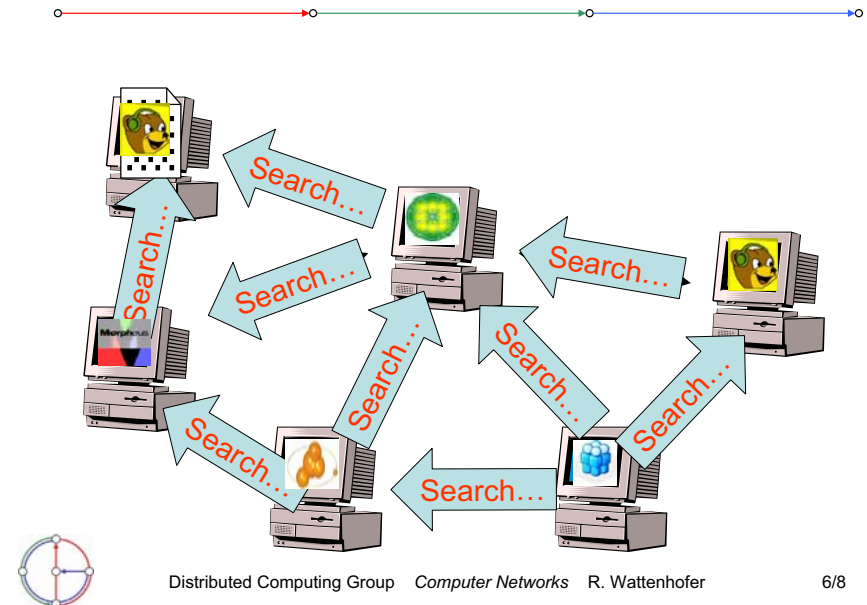 Search…
Search…
Search…
Search…
Search…
Morpheus
Search…
Search…
Search…
Search…
Distributed Computing Group Computer Networks R. Wattenhofer 6/8